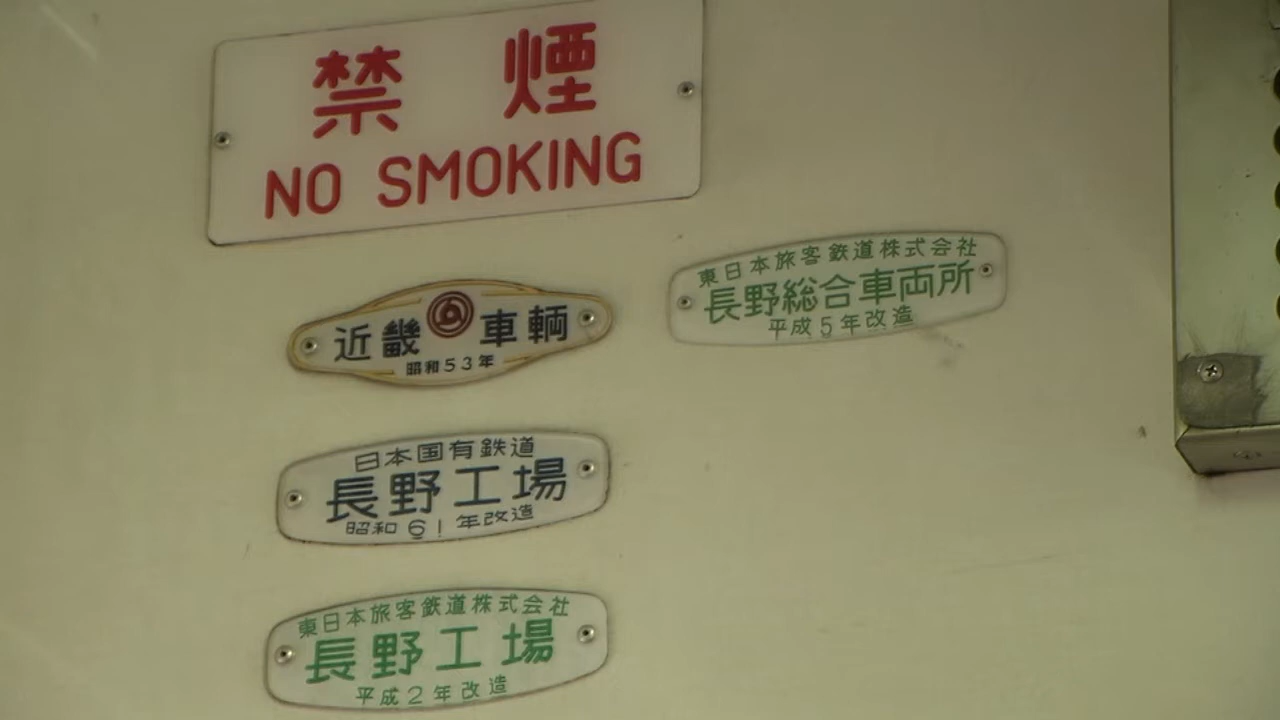 禁煙
NO SMOKING
近畿車輌
昭和53年
東日本旅客鉄道株式会社
長野総合車両所
平成5年改造
日本国有鉄道
長野工場
昭和61年改造
東日本旅客鉄道株式会社
長野工場
平成2年改造